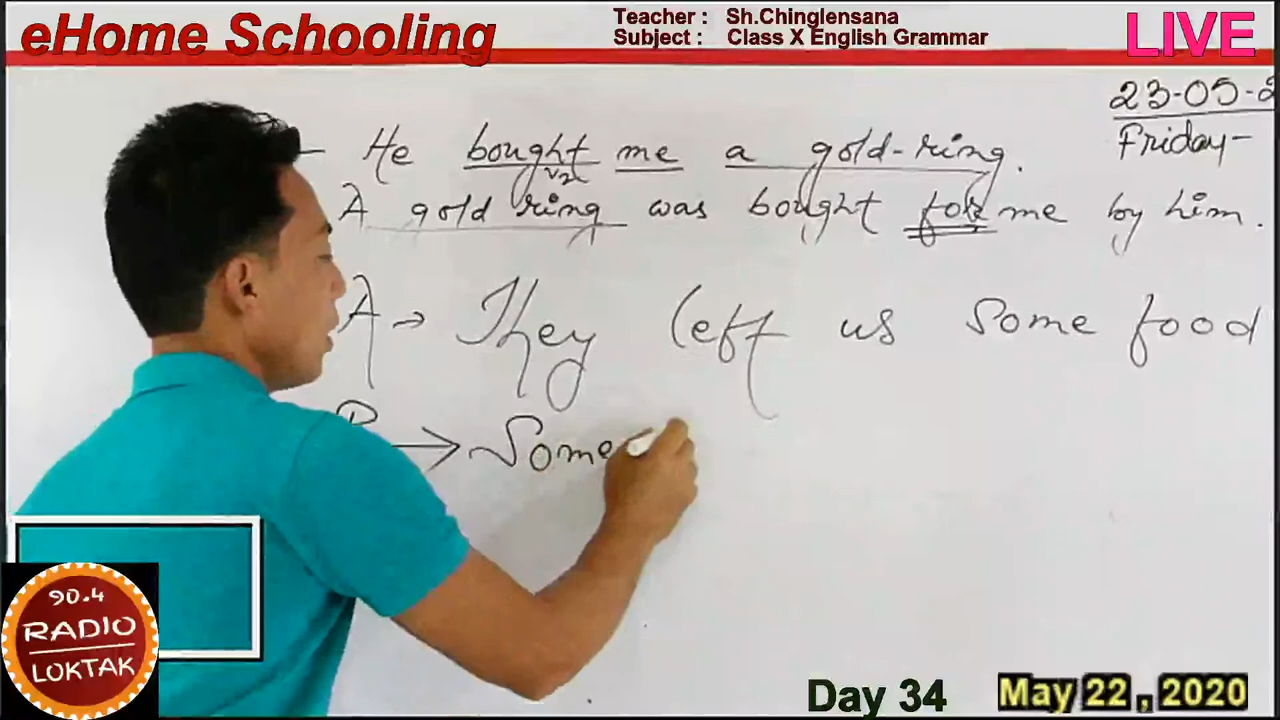 eHome Schooling
Teacher : Sh.Chinglensana
Subject : Class X English Grammar
LIVE
23-05-2
Friday-
He bought me a gold-ring.
V2
A gold ring was bought for me by him.
A → They left us some food
P → Some
90.4
RADIO
LOKTAK
Day 34
May 22 , 2020